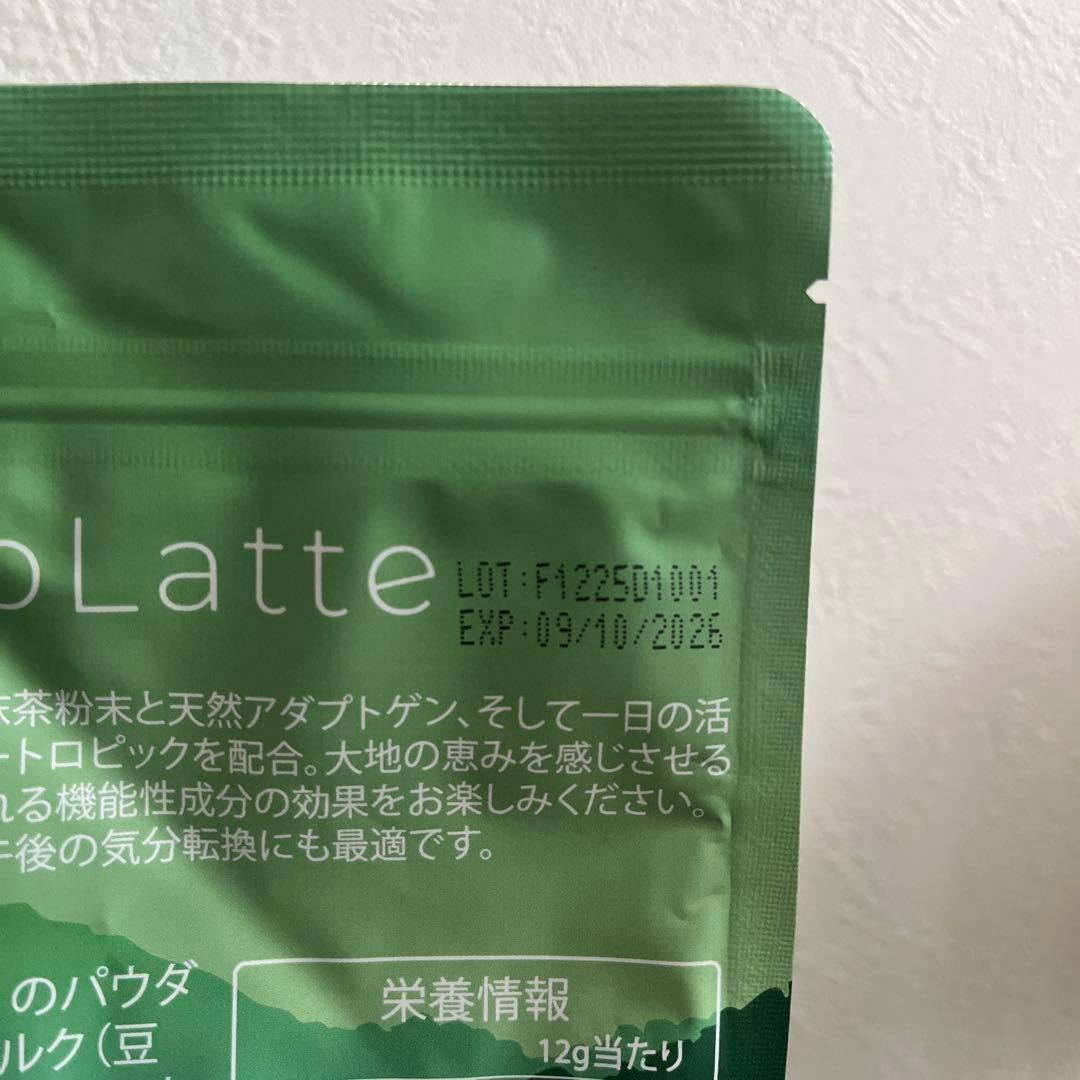 oLatte
LOT:F1225D1001
EXP:09/10/2026
茶粉末と天然アダプトゲン、そして一日の活
ートロピックを配合。大地の恵みを感じさせる
れる機能性成分の効果をお楽しみください。
後の気分転換にも最適です。
のパウダ
ルク（豆
栄養情報
12g当たり